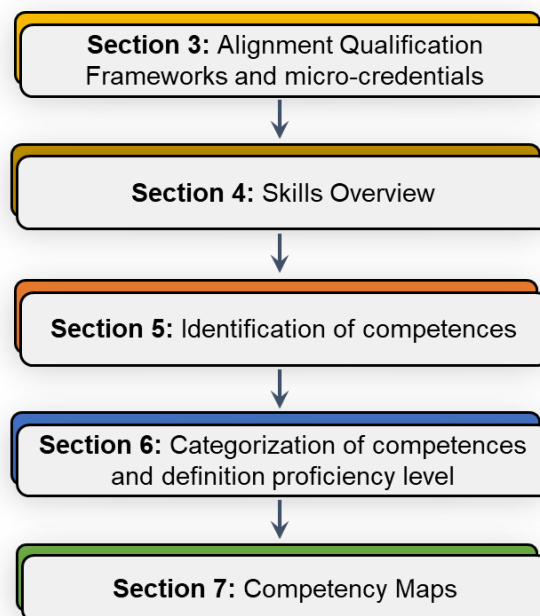 Section 3: Alignment Qualification
Frameworks and micro-credentials
Section 4: Skills Overview
Section 5: Identification of competences
Section 6: Categorization of competences
and definition proficiency level
Section 7: Competency Maps